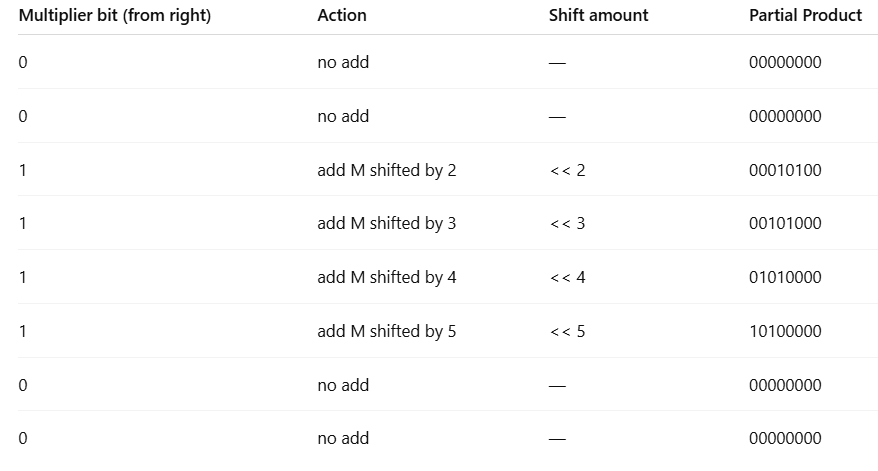 Multiplier bit (from right) Action Shift amount Partial Product
0 no add — 00000000
0 no add — 00000000
1 add M shifted by 2 << 2 00010100
1 add M shifted by 3 << 3 00101000
1 add M shifted by 4 << 4 01010000
1 add M shifted by 5 << 5 10100000
0 no add — 00000000
0 no add — 00000000